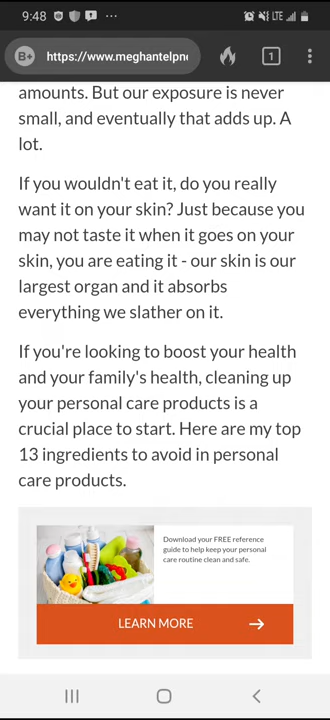 9:48
LTE
B+ https://www.meghantelpn
1
amounts. But our exposure is never
small, and eventually that adds up. A
lot.
If you wouldn't eat it, do you really
want it on your skin? Just because you
may not taste it when it goes on your
skin, you are eating it - our skin is our
largest organ and it absorbs
everything we slather on it.
If you're looking to boost your health
and your family's health, cleaning up
your personal care products is a
crucial place to start. Here are my top
13 ingredients to avoid in personal
care products.
Download your FREE reference
guide to help keep your personal
care routine clean and safe.
LEARN MORE